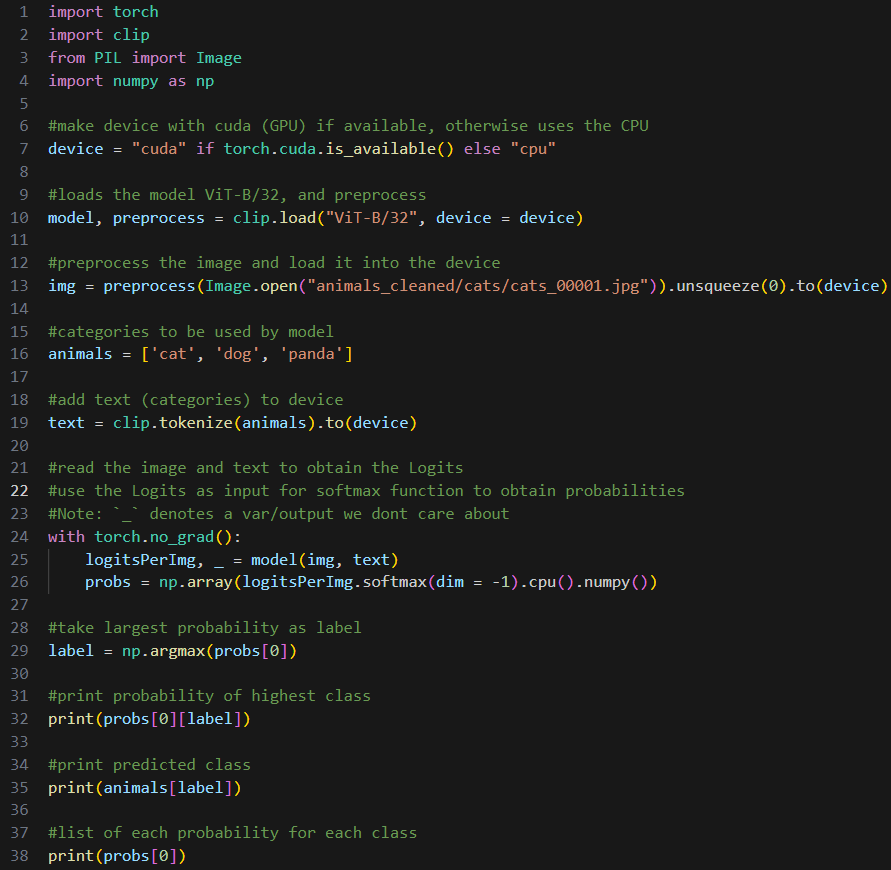 1 import torch
2 import clip
3 from PIL import Image
4 import numpy as np
5
6 #make device with cuda (GPU) if available, otherwise uses the CPU
7 device = "cuda" if torch.cuda.is_available() else "cpu"
8
9 #loads the model ViT-B/32, and preprocess
10 model, preprocess = clip.load("ViT-B/32", device = device)
11
12 #preprocess the image and load it into the device
13 img = preprocess(Image.open("animals_cleaned/cats/cats_00001.jpg")).unsqueeze(0).to(device)
14
15 #categories to be used by model
16 animals = ['cat', 'dog', 'panda']
17
18 #add text (categories) to device
19 text = clip.tokenize(animals).to(device)
20
21 #read the image and text to obtain the Logits
22 #use the Logits as input for softmax function to obtain probabilities
23 #Note: `_` denotes a var/output we dont care about
24 with torch.no_grad():
25     logitsPerImg, _ = model(img, text)
26     probs = np.array(logitsPerImg.softmax(dim = -1).cpu().numpy())
27
28 #take largest probability as label
29 label = np.argmax(probs[0])
30
31 #print probability of highest class
32 print(probs[0][label])
33
34 #print predicted class
35 print(animals[label])
36
37 #list of each probability for each class
38 print(probs[0])